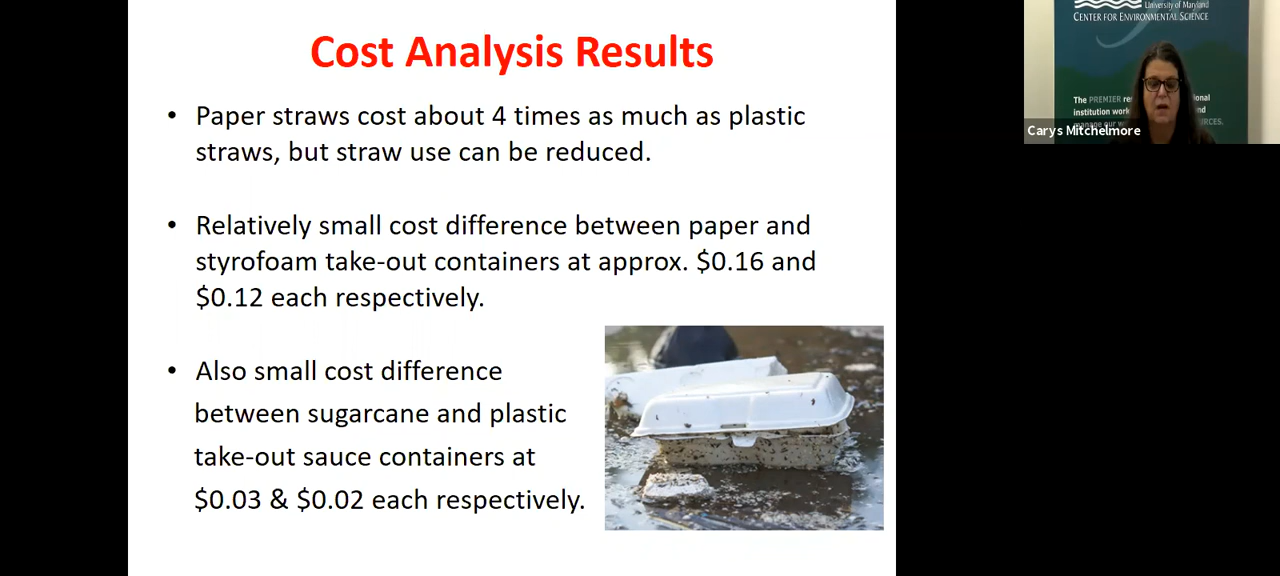 Cost Analysis Results
• Paper straws cost about 4 times as much as plastic
straws, but straw use can be reduced.
• Relatively small cost difference between paper and
styrofoam take-out containers at approx. $0.16 and
$0.12 each respectively.
• Also small cost difference
between sugarcane and plastic
take-out sauce containers at
$0.03 & $0.02 each respectively.
University of Maryland
CENTER FOR ENVIRONMENTAL SCIENCE
The PREMIER
institution work and
Carys Mitchelmore